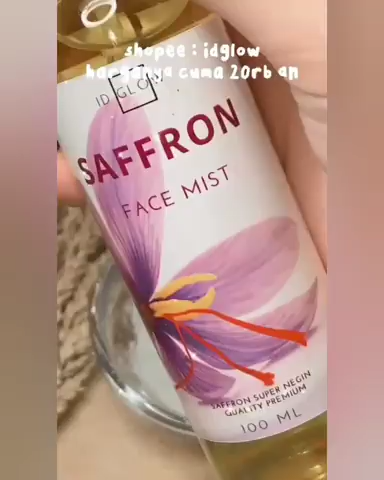 shopee : idglow
harganya cuma 20rb an
ID GLOW
SAFFRON
FACE MIST
SAFFRON SUPER NEGIN
QUALITY PREMIUM
100 ML